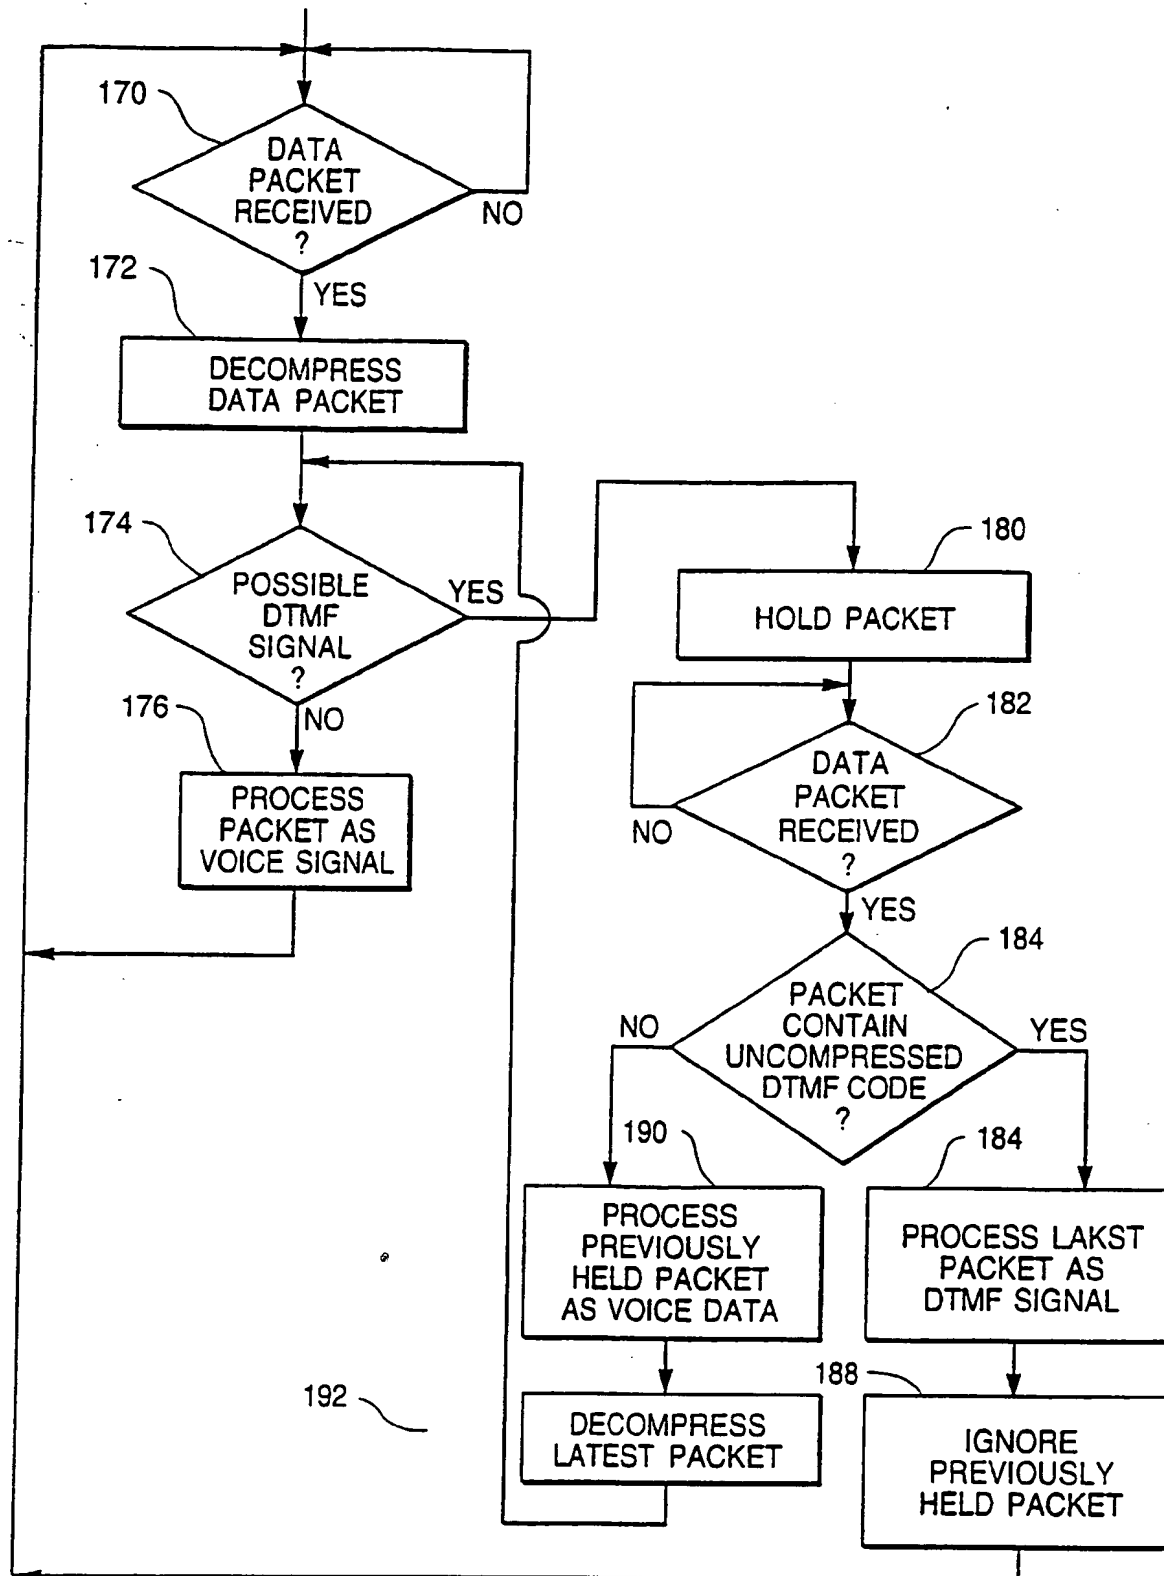 170
DATA
PACKET
RECEIVED
?
NO
YES
172
DECOMPRESS
DATA PACKET
174
POSSIBLE
DTMF
SIGNAL
?
YES
NO
176
PROCESS
PACKET AS
VOICE SIGNAL
180
HOLD PACKET
182
DATA
PACKET
RECEIVED
?
NO
YES
184
PACKET
CONTAIN
UNCOMPRESSED
DTMF CODE
?
NO
YES
190
PROCESS
PREVIOUSLY
HELD PACKET
AS VOICE DATA
184
PROCESS LAKST
PACKET AS
DTMF SIGNAL
192
DECOMPRESS
LATEST PACKET
188
IGNORE
PREVIOUSLY
HELD PACKET